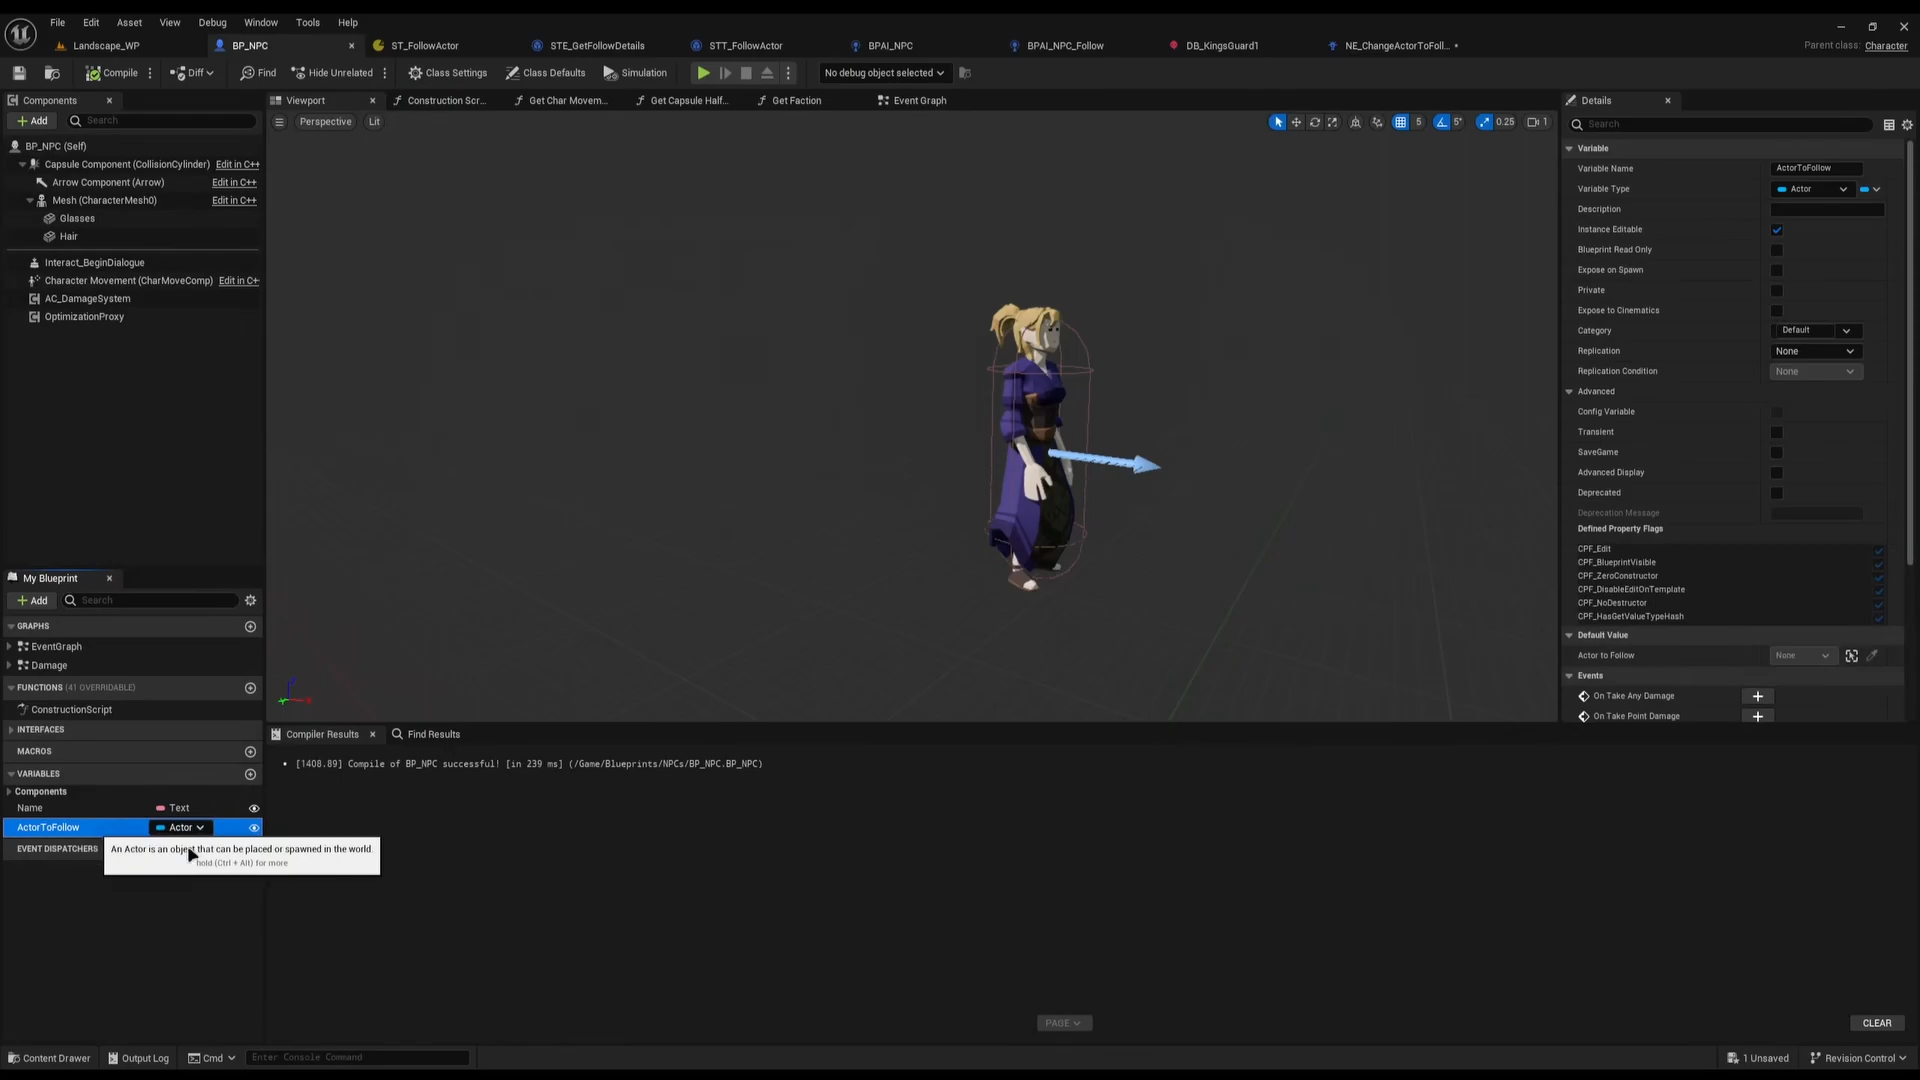 File Edit Asset View Debug Window Tools Help
Landscape_WP BP_NPC ST_FollowActor STE_GetFollowDetails STT_FollowActor BPAI_NPC BPAI_NPC_Follow DB_KingsGuard1 NE_ChangeActorToFoll... • Parent class: Character
Compile Diff Find Hide Unrelated Class Settings Class Defaults Simulation No debug object selected
Components
Add Search
BP_NPC (Self)
Capsule Component (CollisionCylinder) Edit in C++
Arrow Component (Arrow) Edit in C++
Mesh (CharacterMesh0) Edit in C++
Glasses
Hair
Interact_BeginDialogue
Character Movement (CharMoveComp) Edit in C+
AC_DamageSystem
OptimizationProxy
Viewport Construction Scr... Get Char Movem... Get Capsule Half... Get Faction Event Graph
Perspective Lit 5 5° 0.25 1
My Blueprint
Add Search
GRAPHS
EventGraph
Damage
FUNCTIONS (41 OVERRIDABLE)
ConstructionScript
INTERFACES
MACROS
VARIABLES
Components
Name Text
ActorToFollow Actor
EVENT DISPATCHERS
An Actor is an object that can be placed or spawned in the world.
hold (Ctrl + Alt) for more
Compiler Results Find Results
[1408.89] Compile of BP_NPC successful! [in 239 ms] (/Game/Blueprints/NPCs/BP_NPC.BP_NPC)
PAGE CLEAR
Details
Search
Variable
Variable Name ActorToFollow
Variable Type Actor
Description
Instance Editable
Blueprint Read Only
Expose on Spawn
Private
Expose to Cinematics
Category Default
Replication None
Replication Condition None
Advanced
Config Variable
Transient
SaveGame
Advanced Display
Deprecated
Deprecation Message
Defined Property Flags
CPF_Edit
CPF_BlueprintVisible
CPF_ZeroConstructor
CPF_DisableEditOnTemplate
CPF_NoDestructor
CPF_HasGetValueTypeHash
Default Value
Actor to Follow None
Events
On Take Any Damage
On Take Point Damage
Content Drawer Output Log Cmd Enter Console Command 1 Unsaved Revision Control